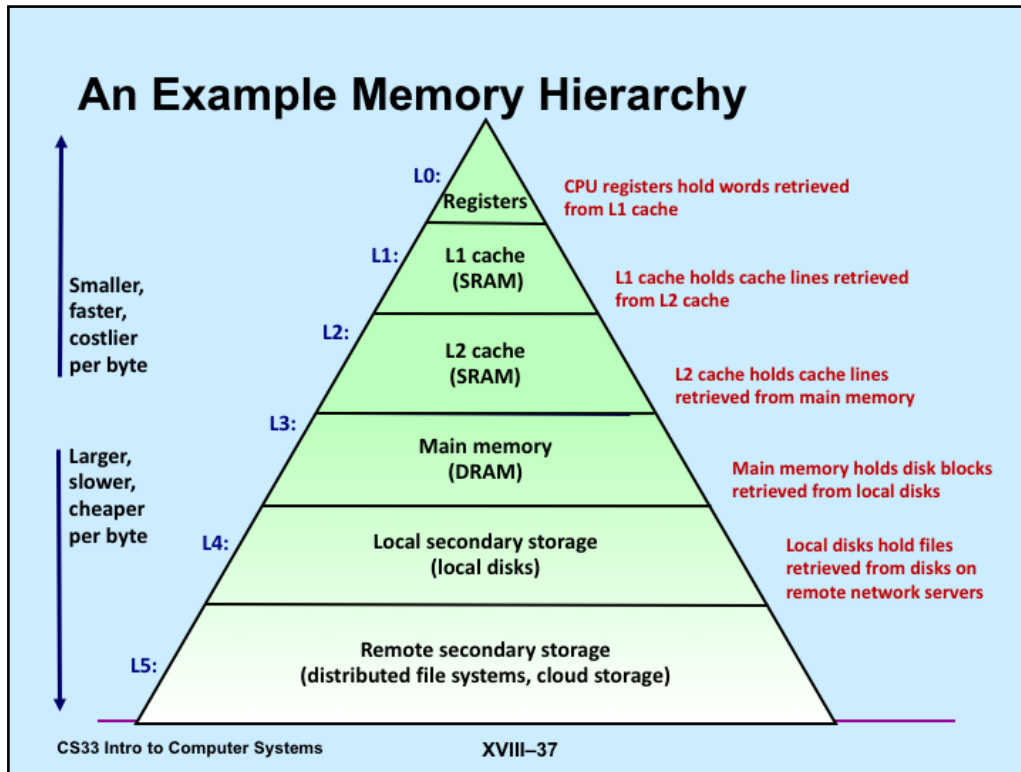 An Example Memory Hierarchy
L0:
Registers
CPU registers hold words retrieved
from L1 cache
L1:
L1 cache
(SRAM)
L1 cache holds cache lines retrieved
from L2 cache
Smaller,
faster,
costlier
per byte
L2:
L2 cache
(SRAM)
L2 cache holds cache lines
retrieved from main memory
L3:
Main memory
(DRAM)
Main memory holds disk blocks
retrieved from local disks
Larger,
slower,
cheaper
per byte
L4:
Local secondary storage
(local disks)
Local disks hold files
retrieved from disks on
remote network servers
L5:
Remote secondary storage
(distributed file systems, cloud storage)
CS33 Intro to Computer Systems
XVIII–37